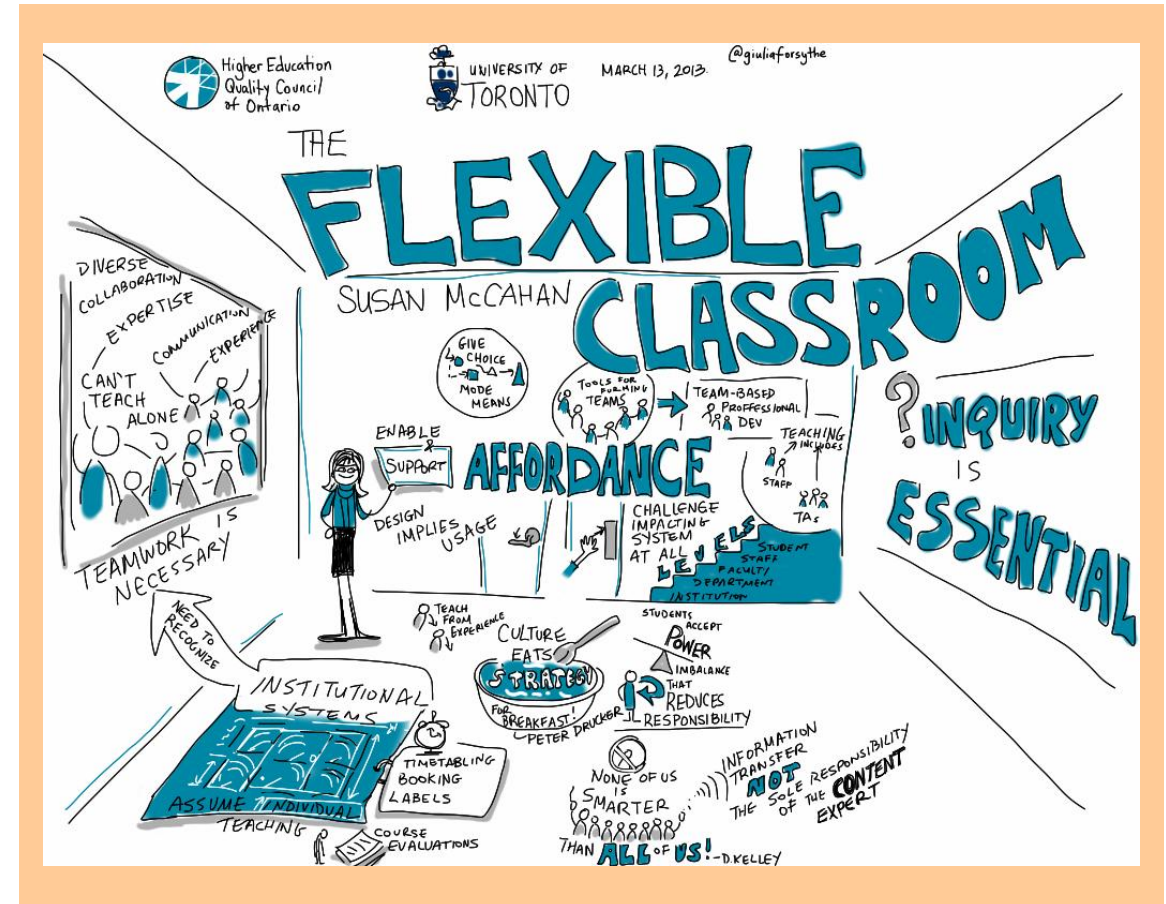 Higher Education
Quality Council
of Ontario
UNIVERSITY OF
TORONTO
MARCH 13, 2013.
@giuliaforsythe
THE
FLEXIBLE
CLASSROOM
SUSAN McCAHAN
DIVERSE
COLLABORATION
EXPERTISE
COMMUNICATION
EXPERIENCE
CAN'T
TEACH
ALONE
TEAMWORK IS
NECESSARY
GIVE
CHOICE
MODE
MEANS
TOOLS FOR
FORMING
TEAMS
TEAM-BASED
PROFFESSIONAL
DEV
TEACHING
INCLUDES
STAFF
TAs
ENABLE
&
SUPPORT
AFFORDANCE
DESIGN
IMPLIES
USAGE
CHALLENGE
IMPACTING
SYSTEM
AT ALL
LEVELS
STUDENT
STAFF
FACULTY
DEPARTMENT
INSTITUTION
? INQUIRY
IS
ESSENTIAL
NEED TO
RECOGNIZE
INSTITUTIONAL
SYSTEMS
ASSUME INDIVIDUAL
TEACHING
TIMETABLING
BOOKING
LABELS
COURSE
EVALUATIONS
TEACH
FROM
EXPERIENCE
CULTURE
EATS
STRATEGY
FOR
BREAKFAST!
PETER DRUCKER
STUDENTS
ACCEPT
POWER
IMBALANCE
THAT
REDUCES
RESPONSIBILITY
NONE OF US
IS
SMARTER
THAN ALL OF US! -D.KELLEY
INFORMATION
TRANSFER
NOT
THE SOLE RESPONSIBILITY
OF THE CONTENT
EXPERT